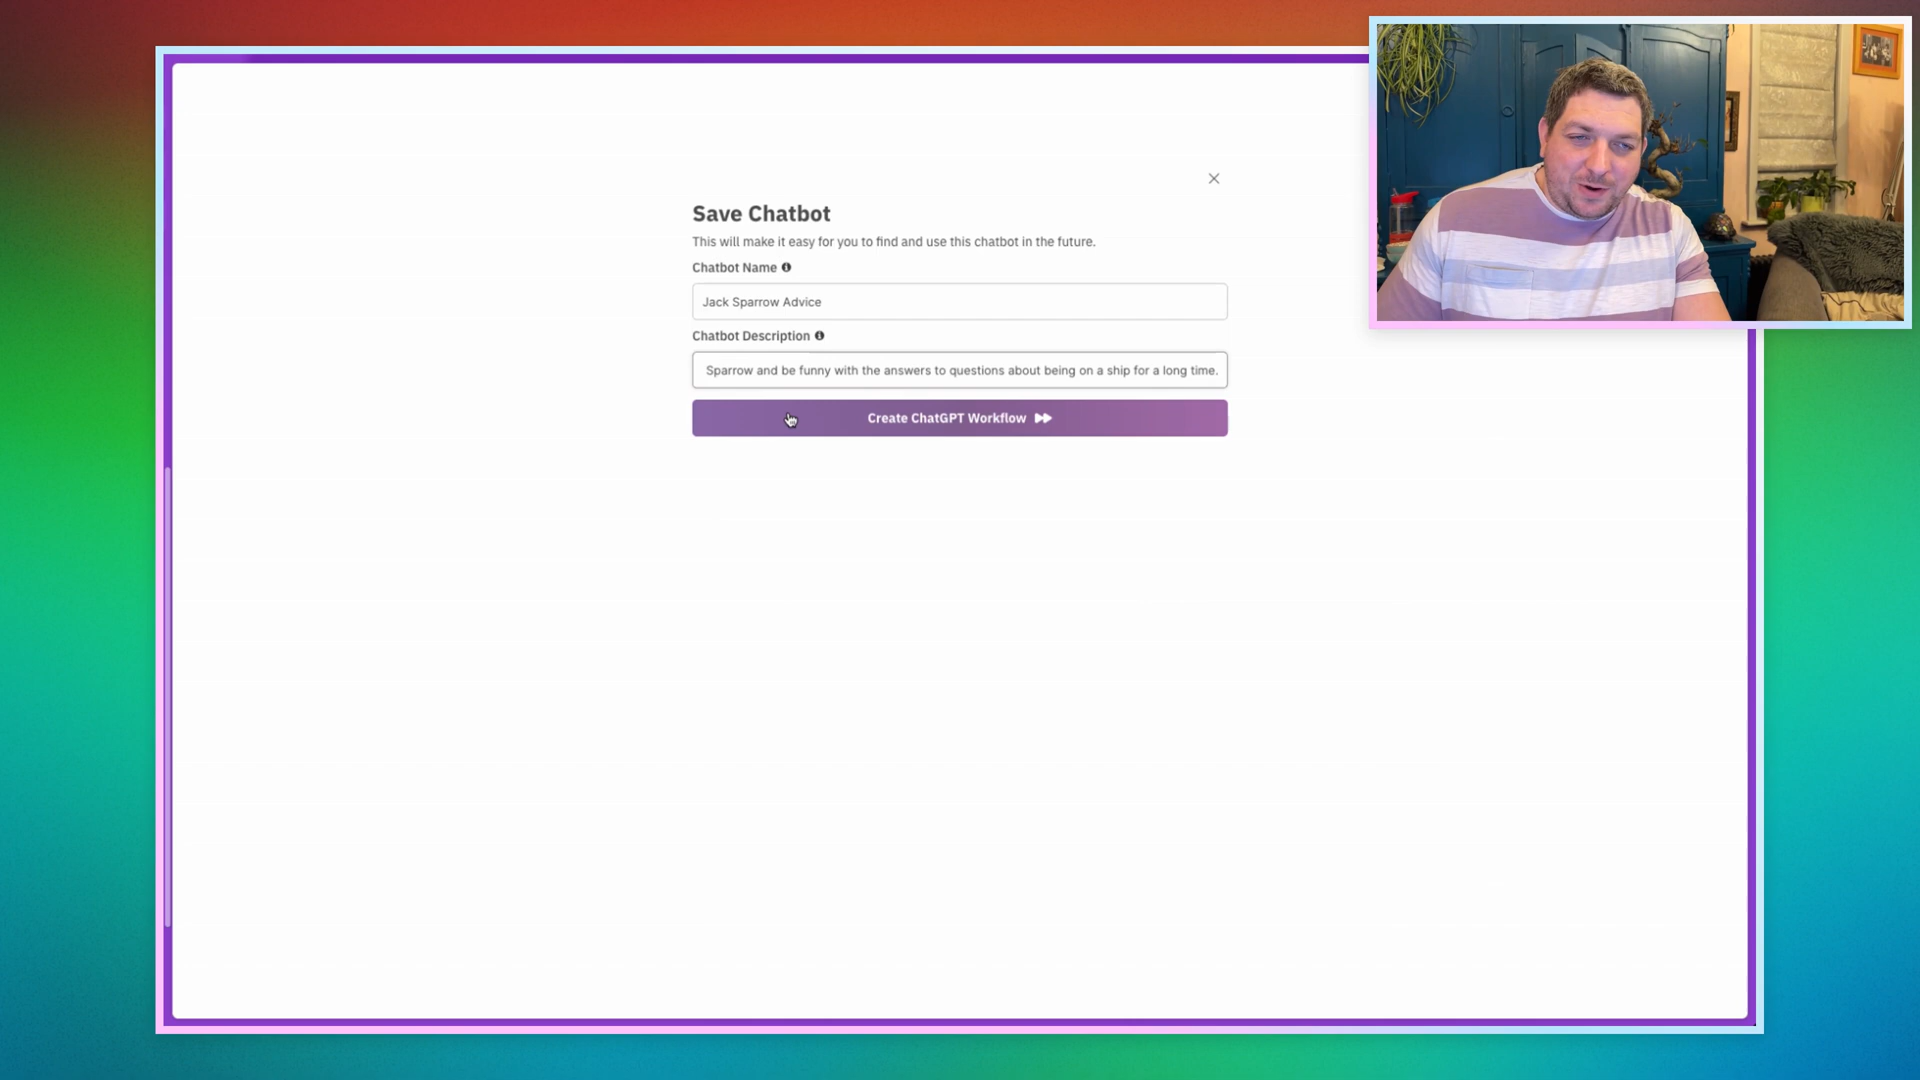 Save Chatbot
This will make it easy for you to find and use this chatbot in the future.
Chatbot Name
Jack Sparrow Advice
Chatbot Description
Sparrow and be funny with the answers to questions about being on a ship for a long time.
Create ChatGPT Workflow